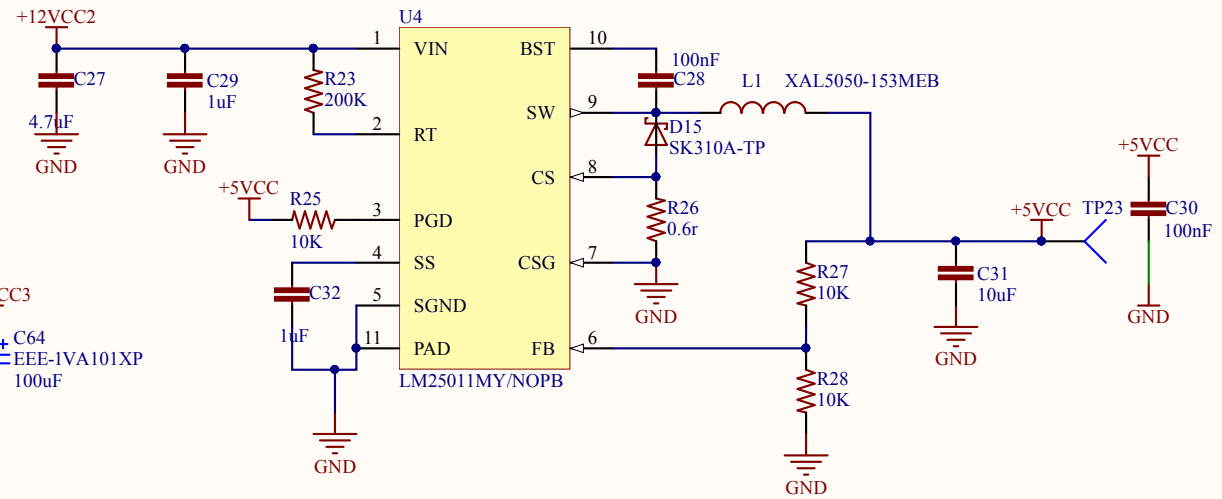 +12VCC2
C27
4.7uF
GND
C29
1uF
GND
R23
200K
U4
1
VIN
2
RT
3
PGD
4
SS
5
SGND
11
PAD
BST
10
SW
9
CS
8
CSG
7
FB
6
LM25011MY/NOPB
+5VCC
R25
10K
C32
1uF
GND
CC3
+
C64
EEE-1VA101XP
100uF
100nF
C28
L1
XAL5050-153MEB
D15
SK310A-TP
R26
0.6r
GND
R27
10K
R28
10K
GND
C31
10uF
GND
+5VCC
TP23
+5VCC
C30
100nF
GND